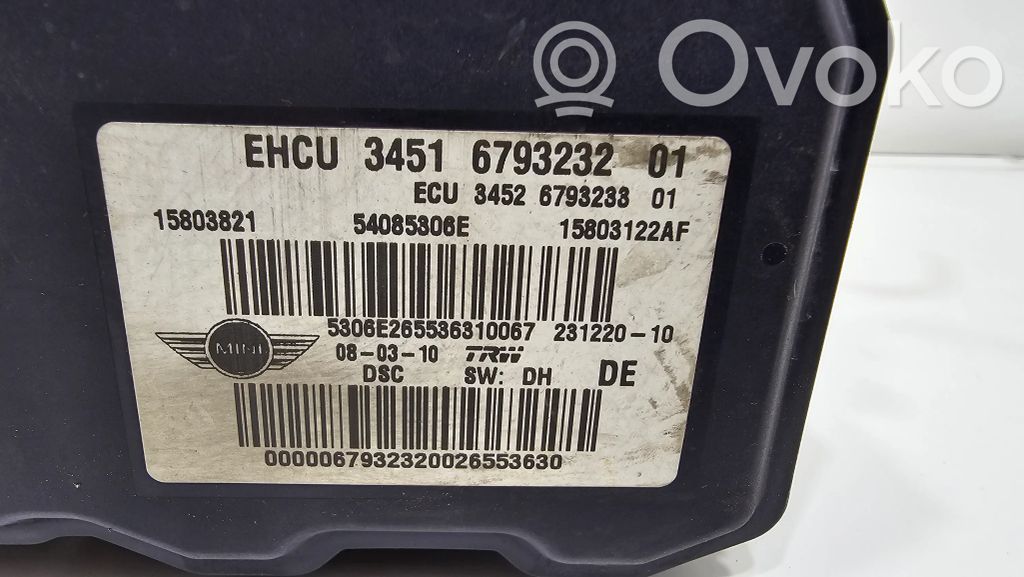 Ovoko
EHCU 3451 6793232 01
ECU 3452 6793233 01
15803821 54085306E 15803122AF
5306E265536310067 231220-10
MINI 08-03-10 TRW
DSC SW: DH DE
0000067932320026553630